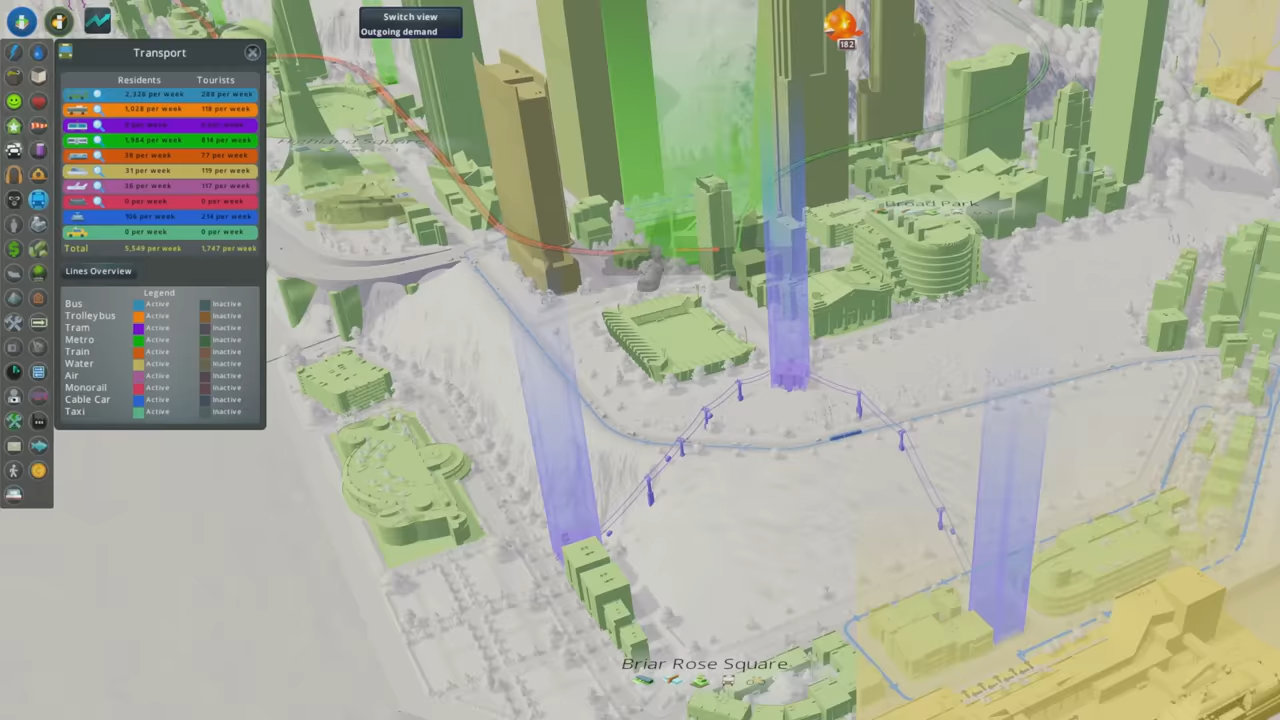 Switch view
Outgoing demand
182
Transport
Residents Tourists
2,326 per week 288 per week
1,028 per week 118 per week
1,984 per week 814 per week
38 per week 77 per week
31 per week 119 per week
36 per week 117 per week
0 per week 0 per week
106 per week 214 per week
0 per week 0 per week
Total 5,549 per week 1,747 per week
Lines Overview
Legend
Bus Active Inactive
Trolleybus Active Inactive
Tram Active Inactive
Metro Active Inactive
Train Active Inactive
Water Active Inactive
Air Active Inactive
Monorail Active Inactive
Cable Car Active Inactive
Taxi Active Inactive
Broad Park
Briar Rose Square